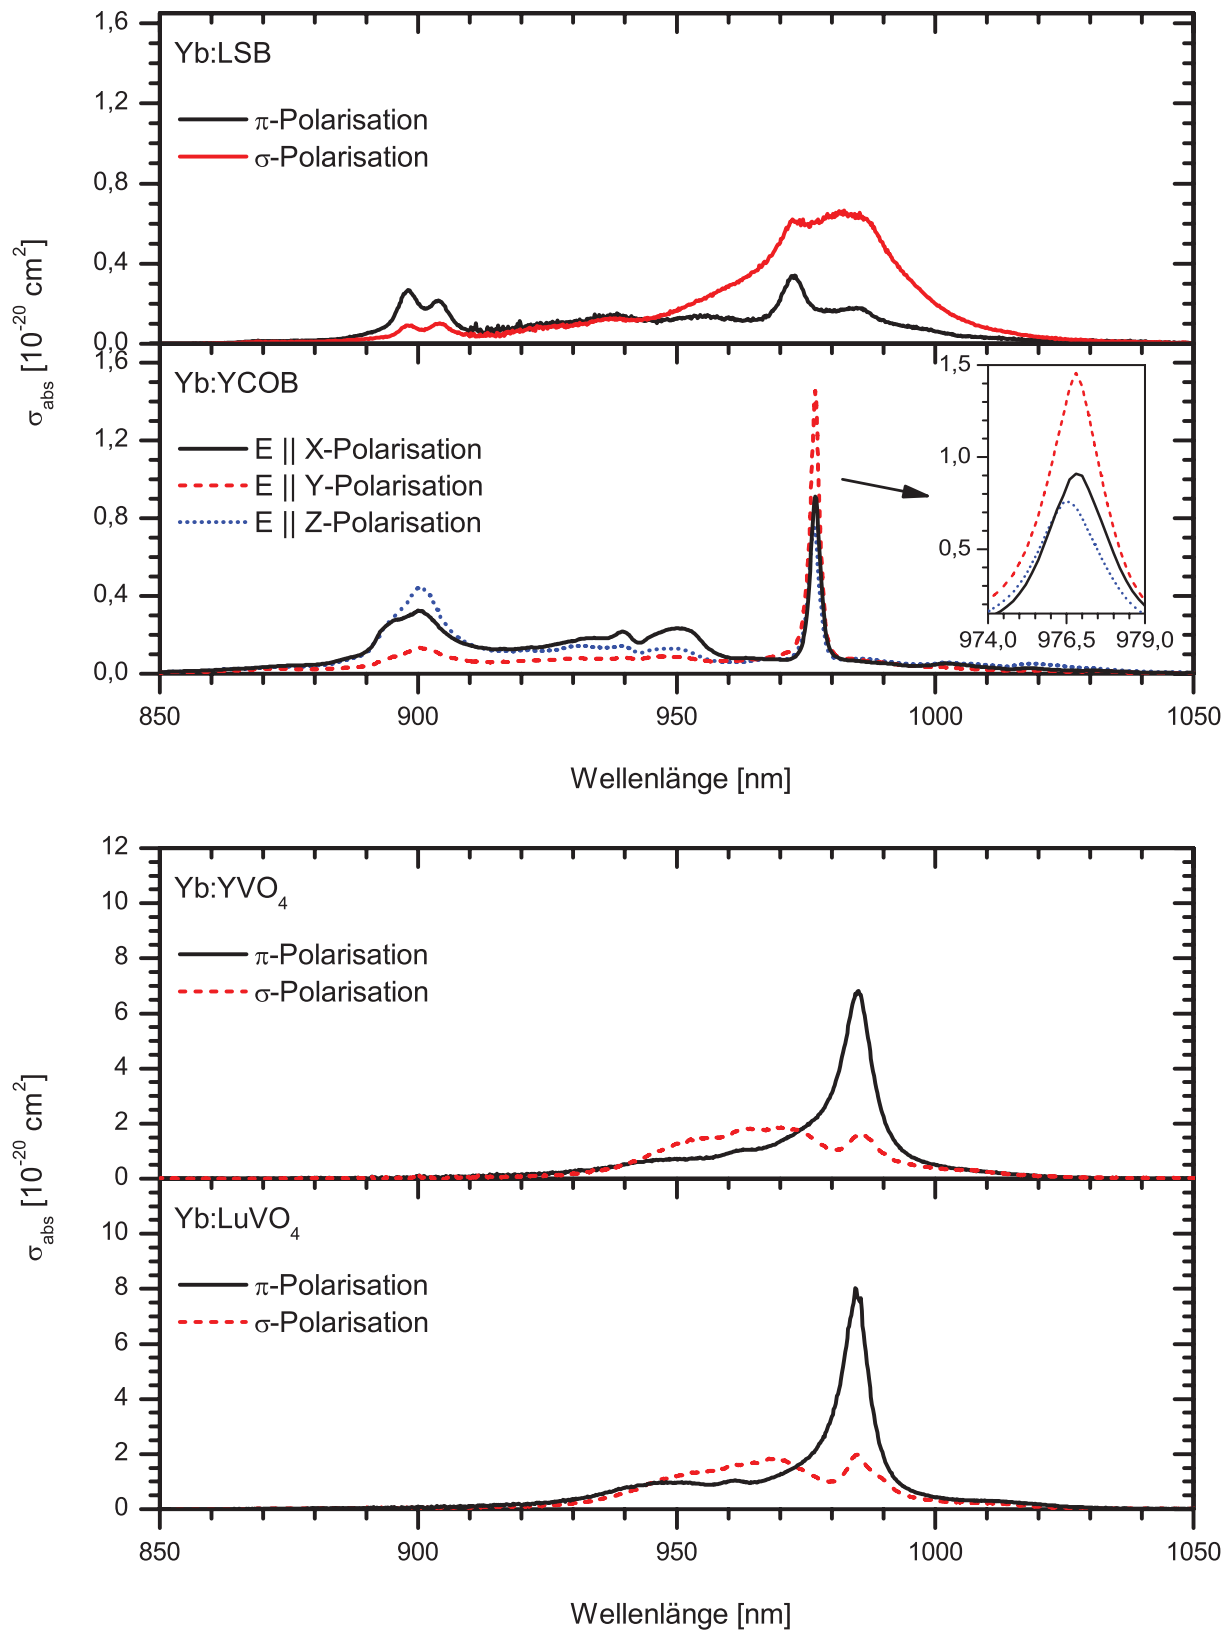 1,6
Yb:LSB
1,2
π-Polarisation
σ-Polarisation
0,8
0,4
0,0
σabs [10-20 cm2]
1,6
Yb:YCOB
1,2
E || X-Polarisation
E || Y-Polarisation
E || Z-Polarisation
0,8
0,4
0,0
1,5
1,0
0,5
974,0 976,5 979,0
850 900 950 1000 1050
Wellenlänge [nm]
12
Yb:YVO4
10
π-Polarisation
σ-Polarisation
8
6
4
2
0
σabs [10-20 cm2]
Yb:LuVO4
10
π-Polarisation
σ-Polarisation
8
6
4
2
0
850 900 950 1000 1050
Wellenlänge [nm]